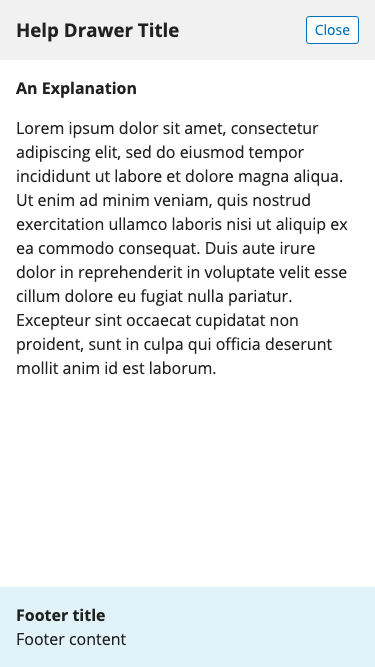 Help Drawer Title
Close
An Explanation
Lorem ipsum dolor sit amet, consectetur
adipiscing elit, sed do eiusmod tempor
incididunt ut labore et dolore magna aliqua.
Ut enim ad minim veniam, quis nostrud
exercitation ullamco laboris nisi ut aliquip ex
ea commodo consequat. Duis aute irure
dolor in reprehenderit in voluptate velit esse
cillum dolore eu fugiat nulla pariatur.
Excepteur sint occaecat cupidatat non
proident, sunt in culpa qui officia deserunt
mollit anim id est laborum.
Footer title
Footer content